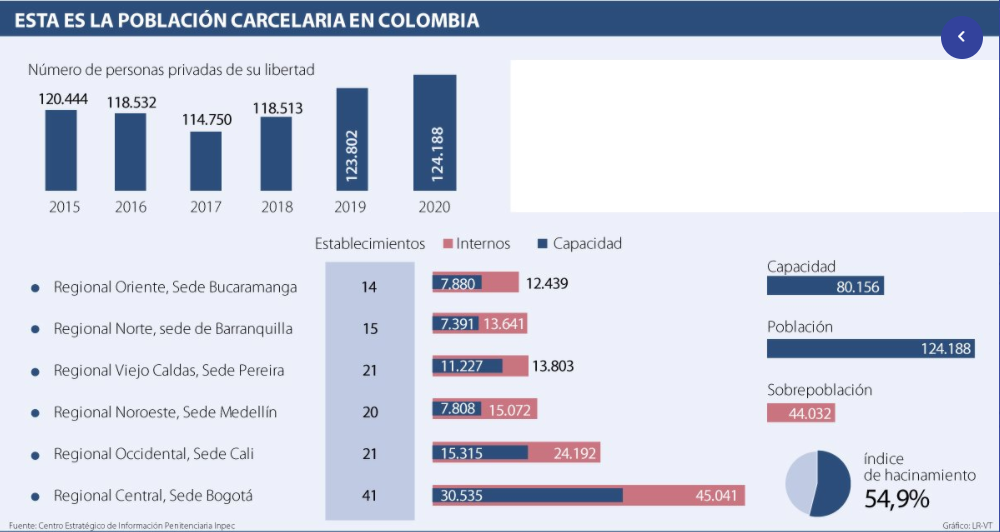 ESTA ES LA POBLACIÓN CARCELARIA EN COLOMBIA
Número de personas privadas de su libertad
120.444 118.532 114.750 118.513 123.802 124.188
2015 2016 2017 2018 2019 2020
Establecimientos Internos Capacidad
Regional Oriente, Sede Bucaramanga 14 7.880 12.439
Regional Norte, sede de Barranquilla 15 7.391 13.641
Regional Viejo Caldas, Sede Pereira 21 11.227 13.803
Regional Noroeste, Sede Medellín 20 7.808 15.072
Regional Occidental, Sede Cali 21 15.315 24.192
Regional Central, Sede Bogotá 41 30.535 45.041
Capacidad
80.156
Población
124.188
Sobrepoblación
44.032
índice
de hacinamiento
54,9%
Fuente: Centro Estratégico de Información Penitenciaria Inpec
Gráfico: LR-VT